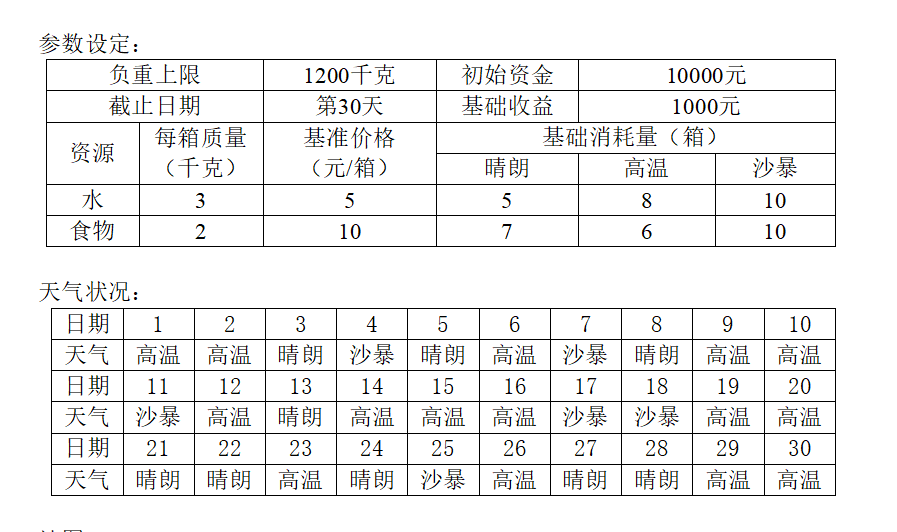 参数设定：
负重上限 1200千克 初始资金 10000元
截止日期 第30天 基础收益 1000元
资源 每箱质量（千克） 基准价格（元/箱） 基础消耗量（箱）
晴朗 高温 沙暴
水 3 5 5 8 10
食物 2 10 7 6 10
天气状况：
日期 1 2 3 4 5 6 7 8 9 10
天气 高温 高温 晴朗 沙暴 晴朗 高温 沙暴 晴朗 高温 高温
日期 11 12 13 14 15 16 17 18 19 20
天气 沙暴 高温 晴朗 高温 高温 高温 沙暴 沙暴 高温 高温
日期 21 22 23 24 25 26 27 28 29 30
天气 晴朗 晴朗 高温 晴朗 沙暴 高温 晴朗 晴朗 高温 高温